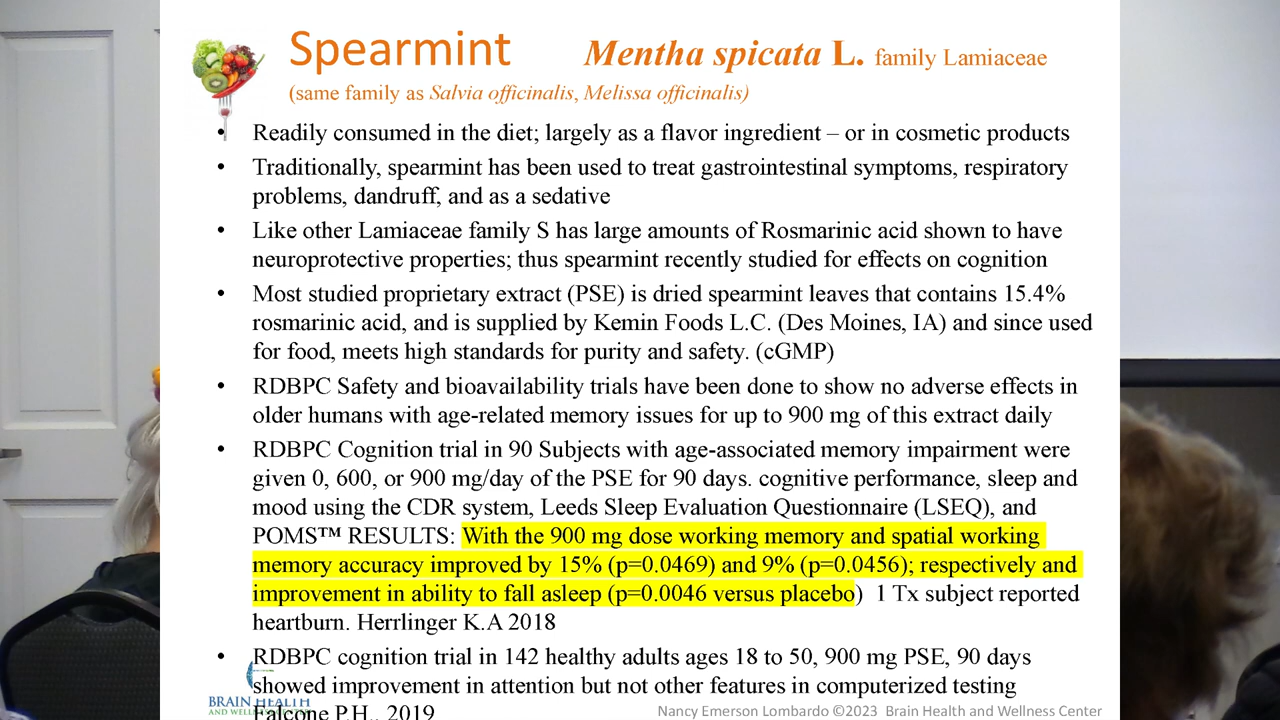 Spearmint Mentha spicata L. family Lamiaceae
(same family as Salvia officinalis, Melissa officinalis)
• Readily consumed in the diet; largely as a flavor ingredient – or in cosmetic products
• Traditionally, spearmint has been used to treat gastrointestinal symptoms, respiratory
problems, dandruff, and as a sedative
• Like other Lamiaceae family S has large amounts of Rosmarinic acid shown to have
neuroprotective properties; thus spearmint recently studied for effects on cognition
• Most studied proprietary extract (PSE) is dried spearmint leaves that contains 15.4%
rosmarinic acid, and is supplied by Kemin Foods L.C. (Des Moines, IA) and since used
for food, meets high standards for purity and safety. (cGMP)
• RDBPC Safety and bioavailability trials have been done to show no adverse effects in
older humans with age-related memory issues for up to 900 mg of this extract daily
• RDBPC Cognition trial in 90 Subjects with age-associated memory impairment were
given 0, 600, or 900 mg/day of the PSE for 90 days. cognitive performance, sleep and
mood using the CDR system, Leeds Sleep Evaluation Questionnaire (LSEQ), and
POMS™ RESULTS: With the 900 mg dose working memory and spatial working
memory accuracy improved by 15% (p=0.0469) and 9% (p=0.0456); respectively and
improvement in ability to fall asleep (p=0.0046 versus placebo) 1 Tx subject reported
heartburn. Herrlinger K.A 2018
• RDBPC cognition trial in 142 healthy adults ages 18 to 50, 900 mg PSE, 90 days
showed improvement in attention but not other features in computerized testing
Falcone P.H., 2019
BRAIN HEALTH
AND WELLNESS CENTER
Nancy Emerson Lombardo ©2023 Brain Health and Wellness Center